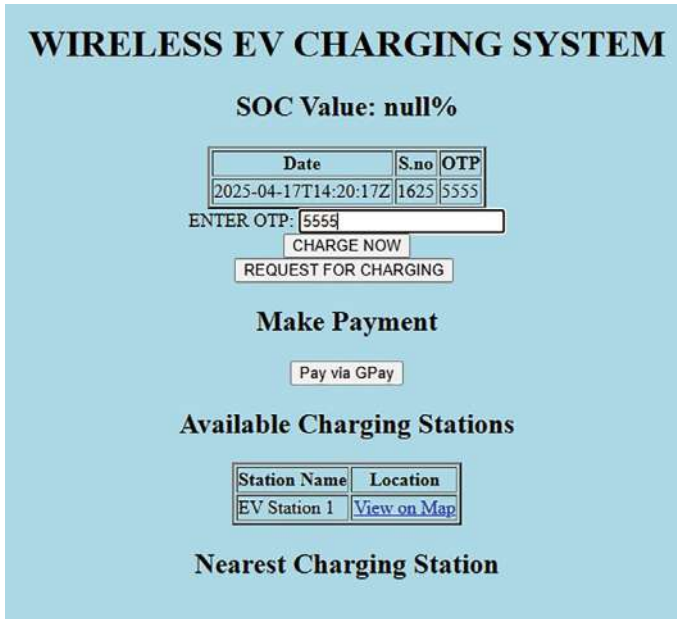 WIRELESS EV CHARGING SYSTEM
SOC Value: null%
Date S.no OTP
2025-04-17T14:20:17Z 1625 5555
ENTER OTP: 5555
CHARGE NOW
REQUEST FOR CHARGING
Make Payment
Pay via GPay
Available Charging Stations
Station Name Location
EV Station 1 View on Map
Nearest Charging Station